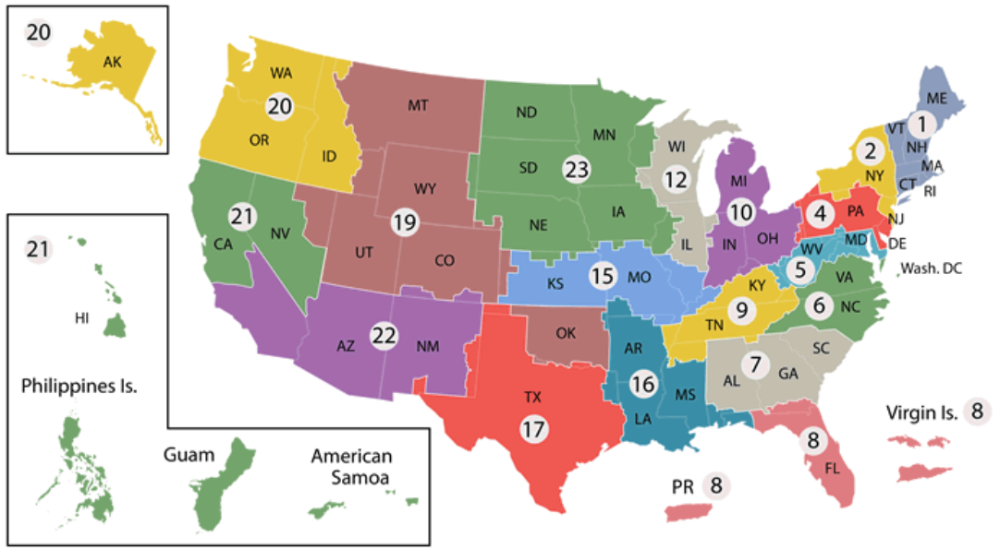 20
AK
WA
20
OR
ID
MT
WY
19
UT
CO
21
CA
NV
ND
MN
SD
23
NE
IA
WI
12
IL
MI
10
IN
OH
ME
1
VT
NH
MA
CT
RI
2
NY
4
PA
NJ
DE
MD
WV
5
Wash. DC
VA
6
NC
KS
15
MO
KY
9
TN
22
AZ
NM
OK
AR
16
MS
LA
TX
17
SC
7
AL
GA
8
FL
Virgin Is. 8
PR 8
21
HI
Philippines Is.
Guam
American
Samoa